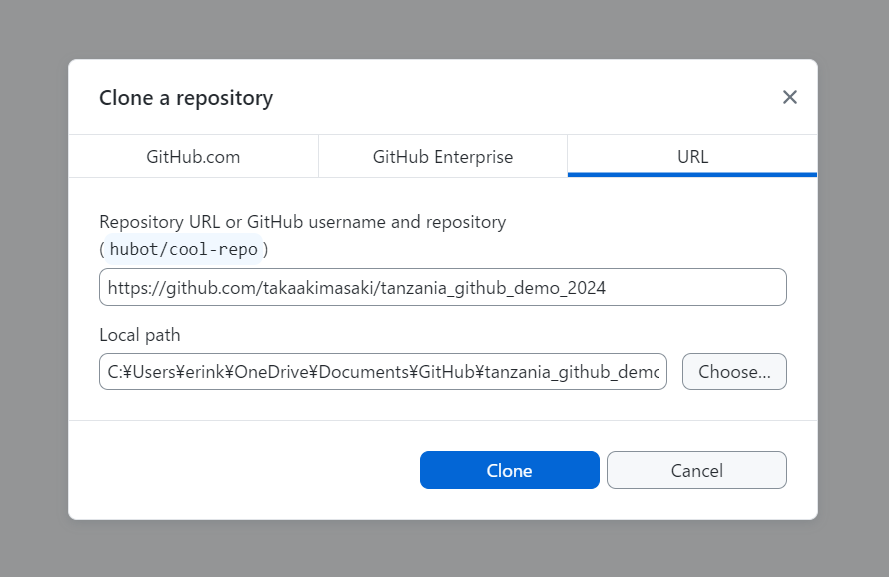 Clone a repository
GitHub.com
GitHub Enterprise
URL
Repository URL or GitHub username and repository
(hubot/cool-repo)
https://github.com/takaakimasaki/tanzania_github_demo_2024
Local path
C:¥Users¥erink¥OneDrive¥Documents¥GitHub¥tanzania_github_demo
Choose...
Clone
Cancel